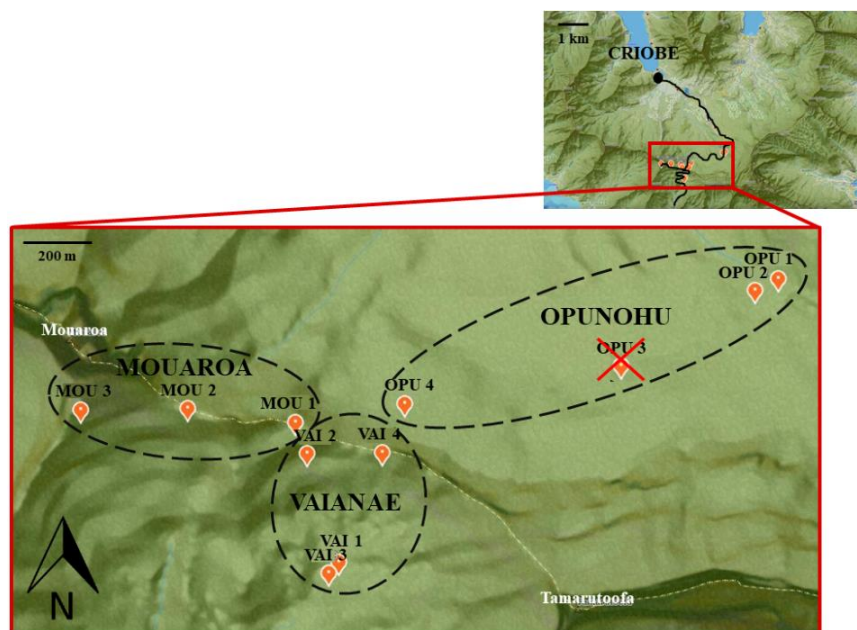 1 km
CRIOBE
200 m
OPU 1
OPU 2
OPUNOHU
Mouaroa
OPU 3
MOUAROA
MOU 3
MOU 2
MOU 1
OPU 4
VAI 2
VAI 4
VAIANAE
VAI 1
VAI 3
Tamarutoofa
N